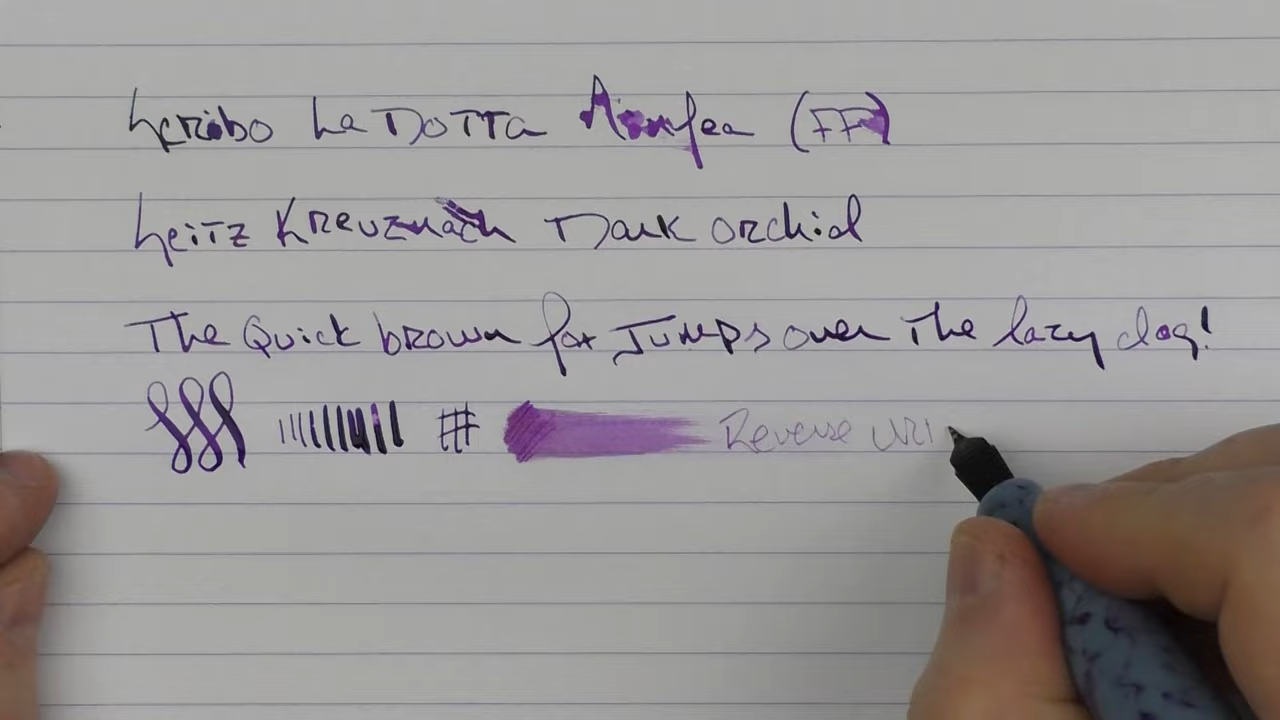 Scribo La Dotta Ninfea (FF)
Leitz Kreuznach Dark Orchid
The Quick brown fox Jumps over The lazy dog!
# Reverse wri